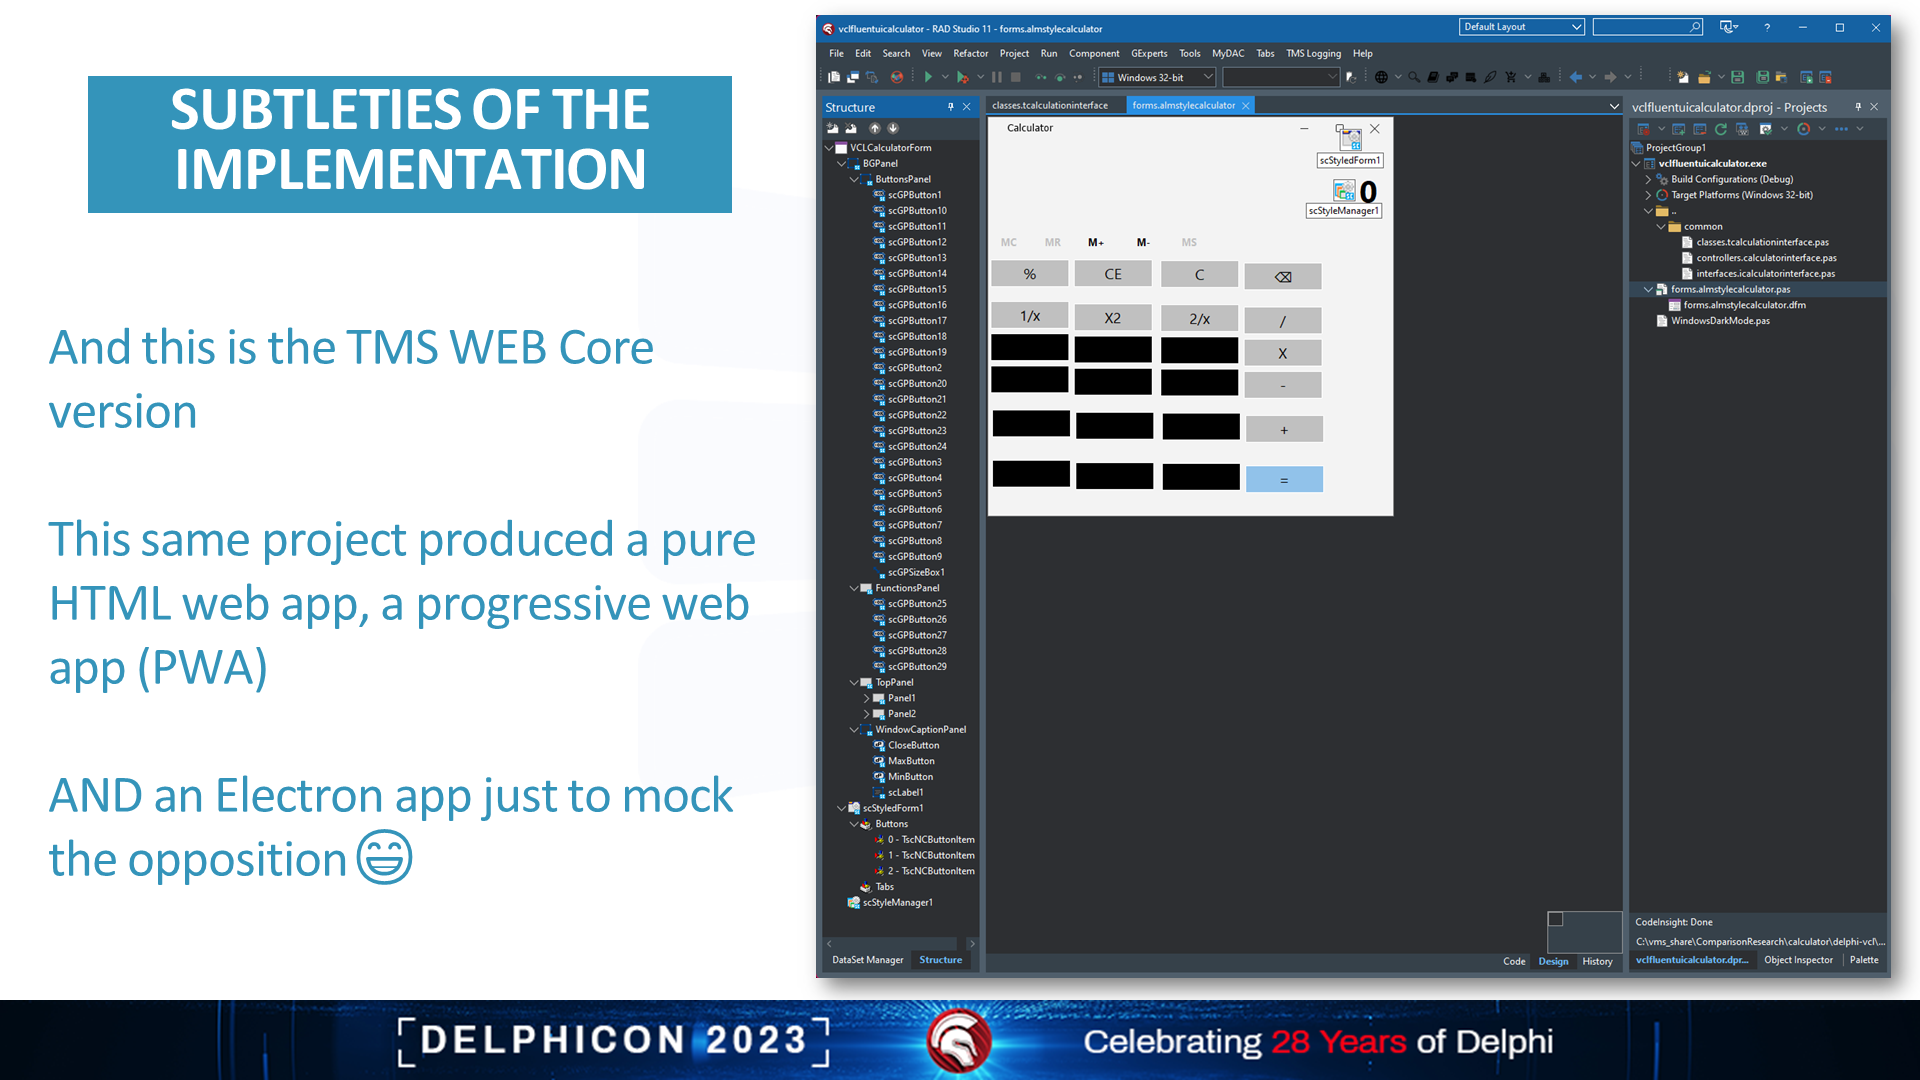 SUBTLETIES OF THE
IMPLEMENTATION
And this is the TMS WEB Core
version
This same project produced a pure
HTML web app, a progressive web
app (PWA)
AND an Electron app just to mock
the opposition 😄
vclfluentuicalculator - RAD Studio 11 - forms.almstylecalculator
Default Layout
?
File Edit Search View Refactor Project Run Component GExperts Tools MyDAC Tabs TMS Logging Help
Windows 32-bit
Structure
VCLCalculatorForm
BGPanel
ButtonsPanel
scGPButton1
scGPButton10
scGPButton11
scGPButton12
scGPButton13
scGPButton14
scGPButton15
scGPButton16
scGPButton17
scGPButton18
scGPButton19
scGPButton2
scGPButton20
scGPButton21
scGPButton22
scGPButton23
scGPButton24
scGPButton3
scGPButton4
scGPButton5
scGPButton6
scGPButton7
scGPButton8
scGPButton9
scGPSizeBox1
FunctionsPanel
scGPButton25
scGPButton26
scGPButton27
scGPButton28
scGPButton29
TopPanel
Panel1
Panel2
WindowCaptionPanel
CloseButton
MaxButton
MinButton
scLabel1
scStyledForm1
Buttons
0 - TscNCButtonItem
1 - TscNCButtonItem
2 - TscNCButtonItem
Tabs
scStyleManager1
DataSet Manager Structure
classes.tcalculationinterface forms.almstylecalculator
Calculator
scStyledForm1
0
scStyleManager1
MC MR M+ M- MS
% CE C ⌫
1/x X2 2/x /
X
-
+
=
Code Design History
vclfluentuicalculator.dproj - Projects
ProjectGroup1
vclfluentuicalculator.exe
Build Configurations (Debug)
Target Platforms (Windows 32-bit)
..
common
classes.tcalculationinterface.pas
controllers.calculatorinterface.pas
interfaces.icalculatorinterface.pas
forms.almstylecalculator.pas
forms.almstylecalculator.dfm
WindowsDarkMode.pas
CodeInsight: Done
C:\vms_share\ComparisonResearch\calculator\delphi-vcl\...
vclfluentuicalculator.dpr... Object Inspector Palette
DELPHICON 2023
Celebrating 28 Years of Delphi